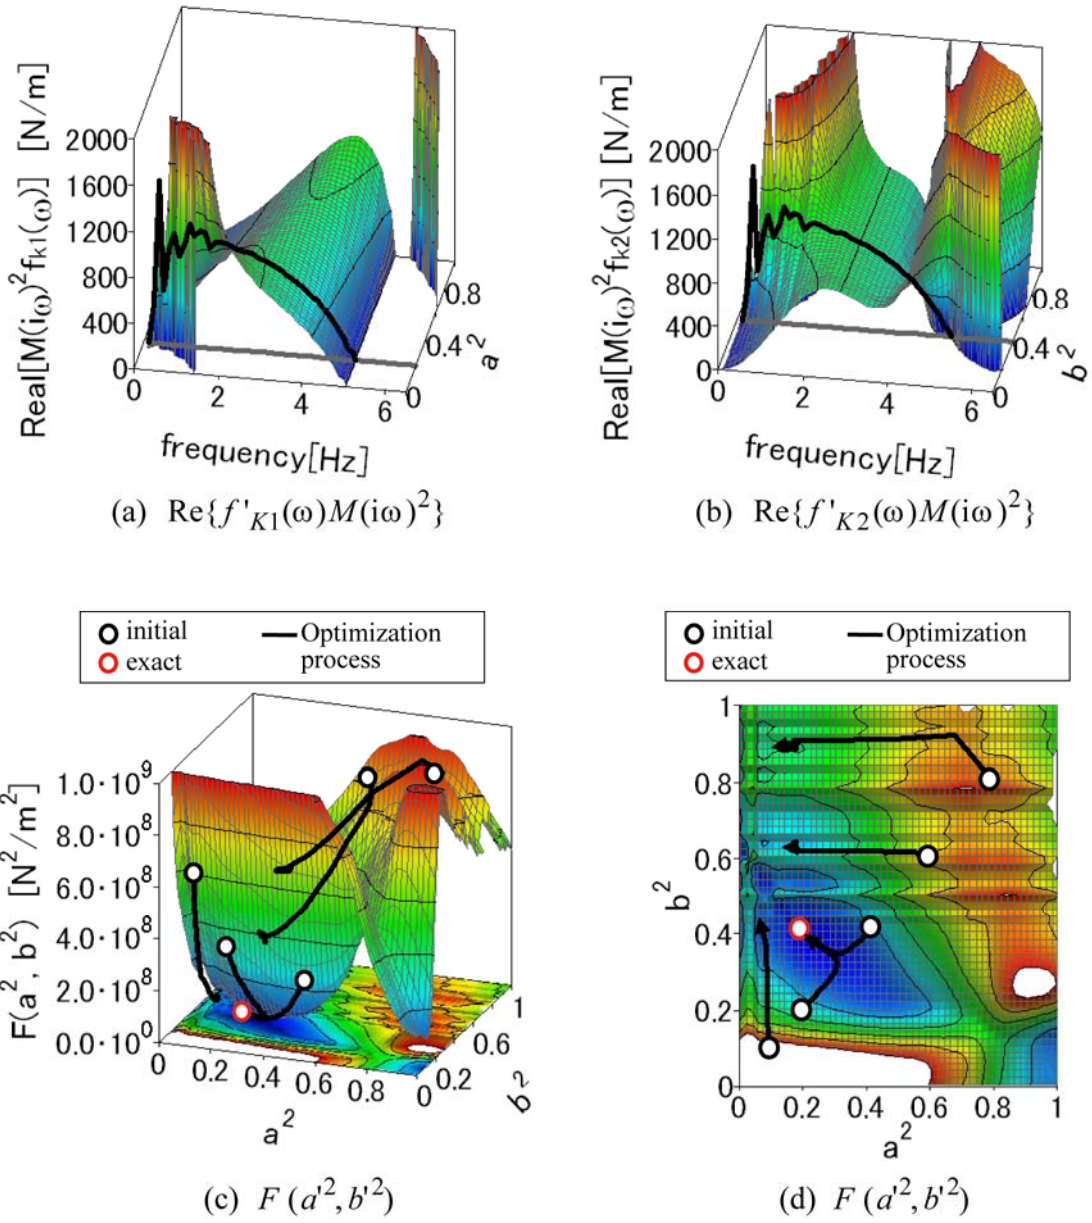 Real[M(iω)²fk1(ω)] [N/m]
2000
1600
1200
800
400
0
0
2
4
6
0
0.4
0.8
a²
frequency[Hz]
(a) Re{f'K1(ω)M(iω)²}
Real[M(iω)²fk2(ω)] [N/m]
2000
1600
1200
800
400
0
0
2
4
6
0
0.4
0.8
b²
frequency[Hz]
(b) Re{f'K2(ω)M(iω)²}
initial
exact
Optimization
process
F(a², b²) [N²/m²]
1.0·10⁹
8.0·10⁸
6.0·10⁸
4.0·10⁸
2.0·10⁸
0.0·10⁰
0
0.2
0.4
0.6
0.8
0
0.2
0.6
1
a²
b²
(c) F (a'², b'²)
initial
exact
Optimization
process
b²
1
0.8
0.6
0.4
0.2
0
0
0.2
0.4
0.6
0.8
1
a²
(d) F (a'², b'²)